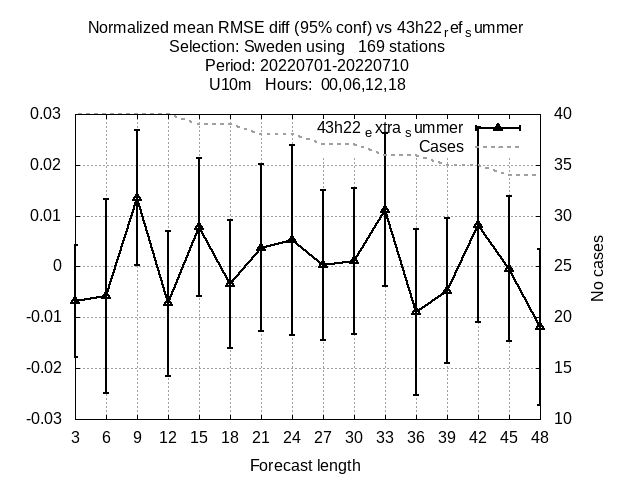 Normalized mean RMSE diff (95% conf) vs 43h22refsummer
Selection: Sweden using 169 stations
Period: 20220701-20220710
U10m Hours: 00,06,12,18
0.03
0.02
0.01
0
-0.01
-0.02
-0.03
43h22extrasummer
Cases
40
35
30
25
20
15
10
No cases
3 6 9 12 15 18 21 24 27 30 33 36 39 42 45 48
Forecast length